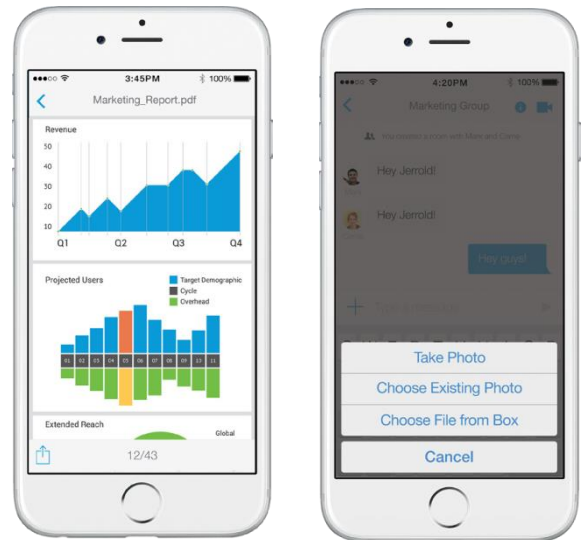 3:45PM
100%
Marketing_Report.pdf
Revenue
50
40
30
20
10
Q1 Q2 Q3 Q4
Projected Users
Target Demographic
Cycle
Overhead
01 02 03 04 05 06 07 08 09 10 11
Extended Reach
Global
12/43
4:20PM
100%
Marketing Group
Hey Jerrold!
Hey Jerrold!
Hey guys!
Type a message
Take Photo
Choose Existing Photo
Choose File from Box
Cancel